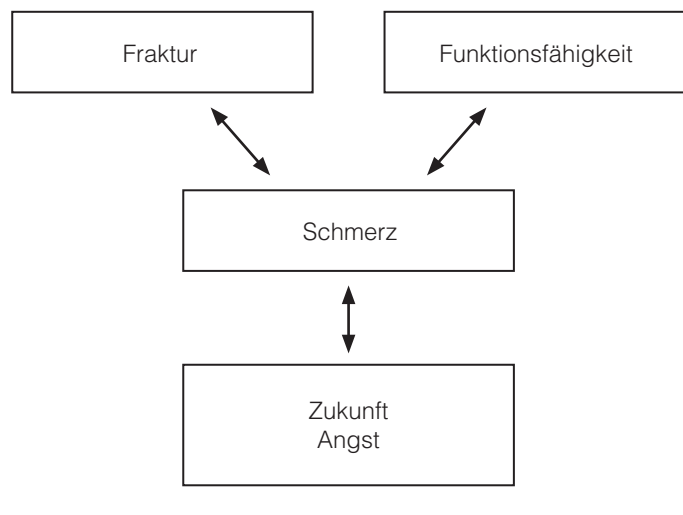 Fraktur
Funktionsfähigkeit
Schmerz
Zukunft
Angst